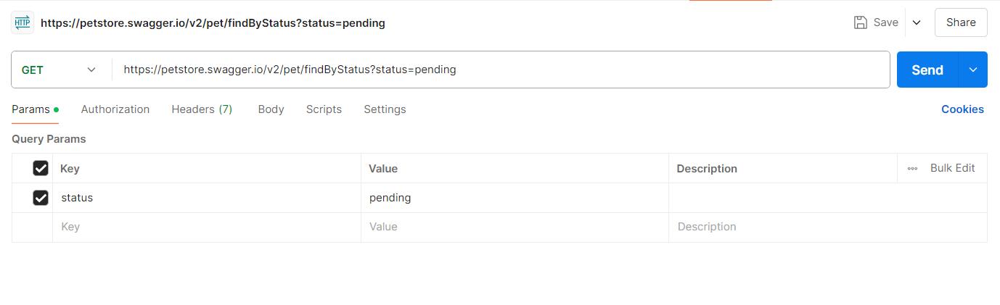 HTTP https://petstore.swagger.io/v2/pet/findByStatus?status=pending Save Share
GET https://petstore.swagger.io/v2/pet/findByStatus?status=pending Send
Params Authorization Headers (7) Body Scripts Settings Cookies
Query Params
Key Value Description Bulk Edit
status pending
Key Value Description